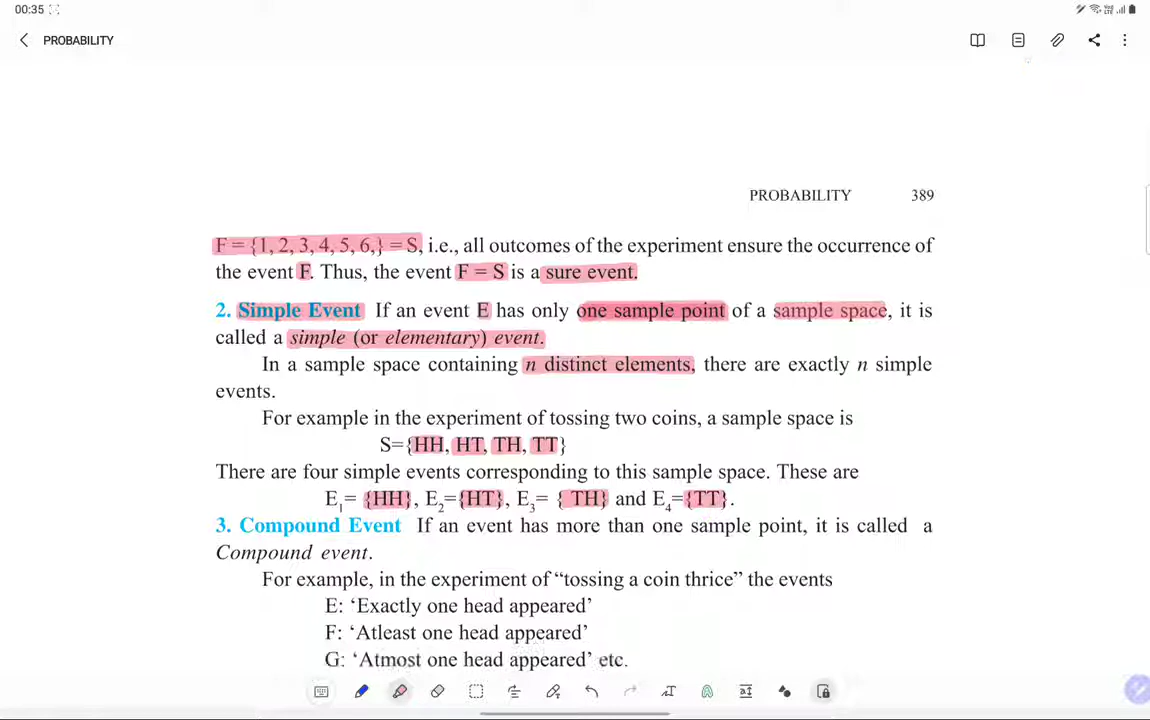 00:35
PROBABILITY
PROBABILITY 389
F = {1, 2, 3, 4, 5, 6,} = S, i.e., all outcomes of the experiment ensure the occurrence of
the event F. Thus, the event F = S is a sure event.
2. Simple Event If an event E has only one sample point of a sample space, it is
called a simple (or elementary) event.
In a sample space containing n distinct elements, there are exactly n simple
events.
For example in the experiment of tossing two coins, a sample space is
S={HH, HT, TH, TT}
There are four simple events corresponding to this sample space. These are
E₁= {HH}, E₂={HT}, E₃= { TH} and E₄={TT}.
3. Compound Event If an event has more than one sample point, it is called a
Compound event.
For example, in the experiment of “tossing a coin thrice” the events
E: ‘Exactly one head appeared’
F: ‘Atleast one head appeared’
G: ‘Atmost one head appeared’ etc.